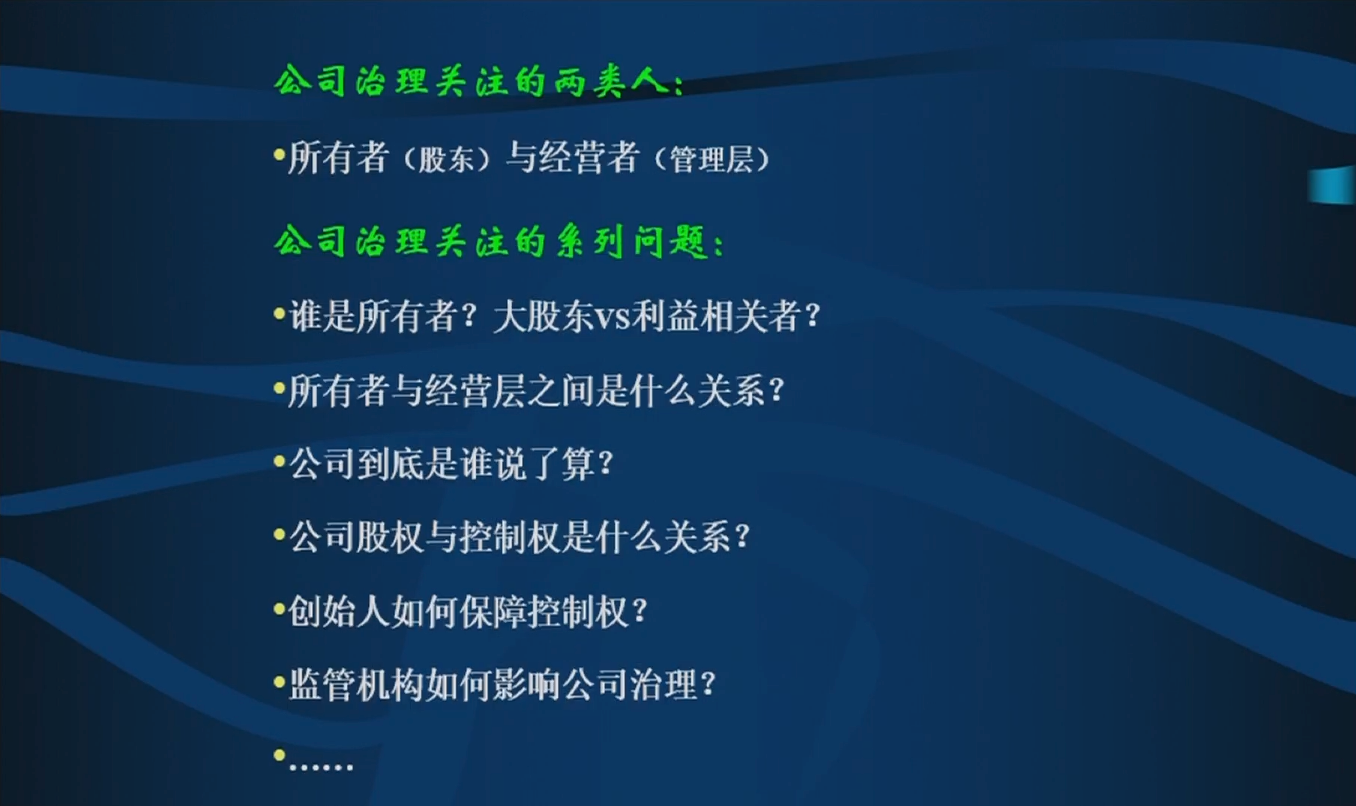 公司治理关注的两类人：
•所有者（股东）与经营者（管理层）
公司治理关注的系列问题：
•谁是所有者？大股东vs利益相关者？
•所有者与经营层之间是什么关系？
•公司到底是谁说了算？
•公司股权与控制权是什么关系？
•创始人如何保障控制权？
•监管机构如何影响公司治理？
•……